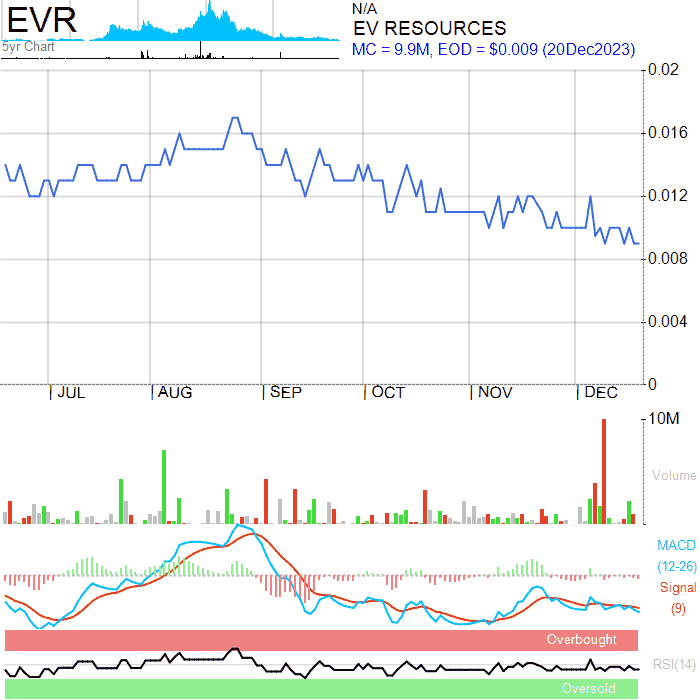 EVR
5yr Chart
N/A
EV RESOURCES
MC = 9.9M, EOD = $0.009 (20Dec2023)
0.02
0.016
0.012
0.008
0.004
0
JUL
AUG
SEP
OCT
NOV
DEC
10M
Volume
MACD
(12-26)
Signal
(9)
Overbought
RSI(14)
Oversold